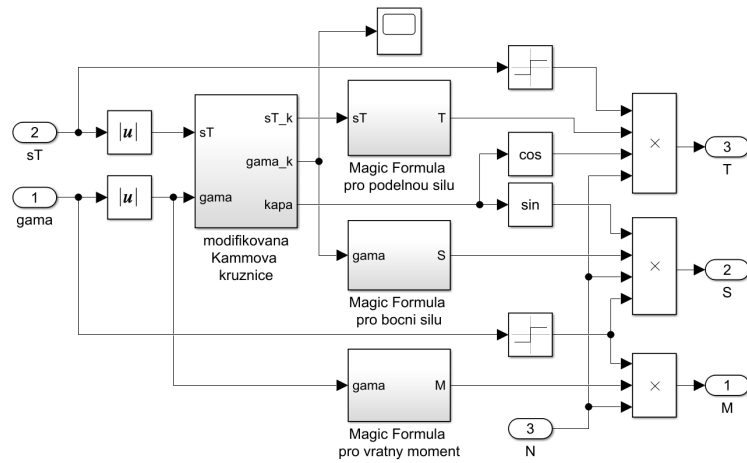 2
sT
|u|
sT
gama
sT_k
gama_k
kapa
modifikovana
Kammova
kruznice
sT
T
Magic Formula
pro podelnou silu
cos
sin
×
3
T
1
gama
|u|
gama
S
Magic Formula
pro bocni silu
×
2
S
gama
M
Magic Formula
pro vratny moment
×
1
M
3
N